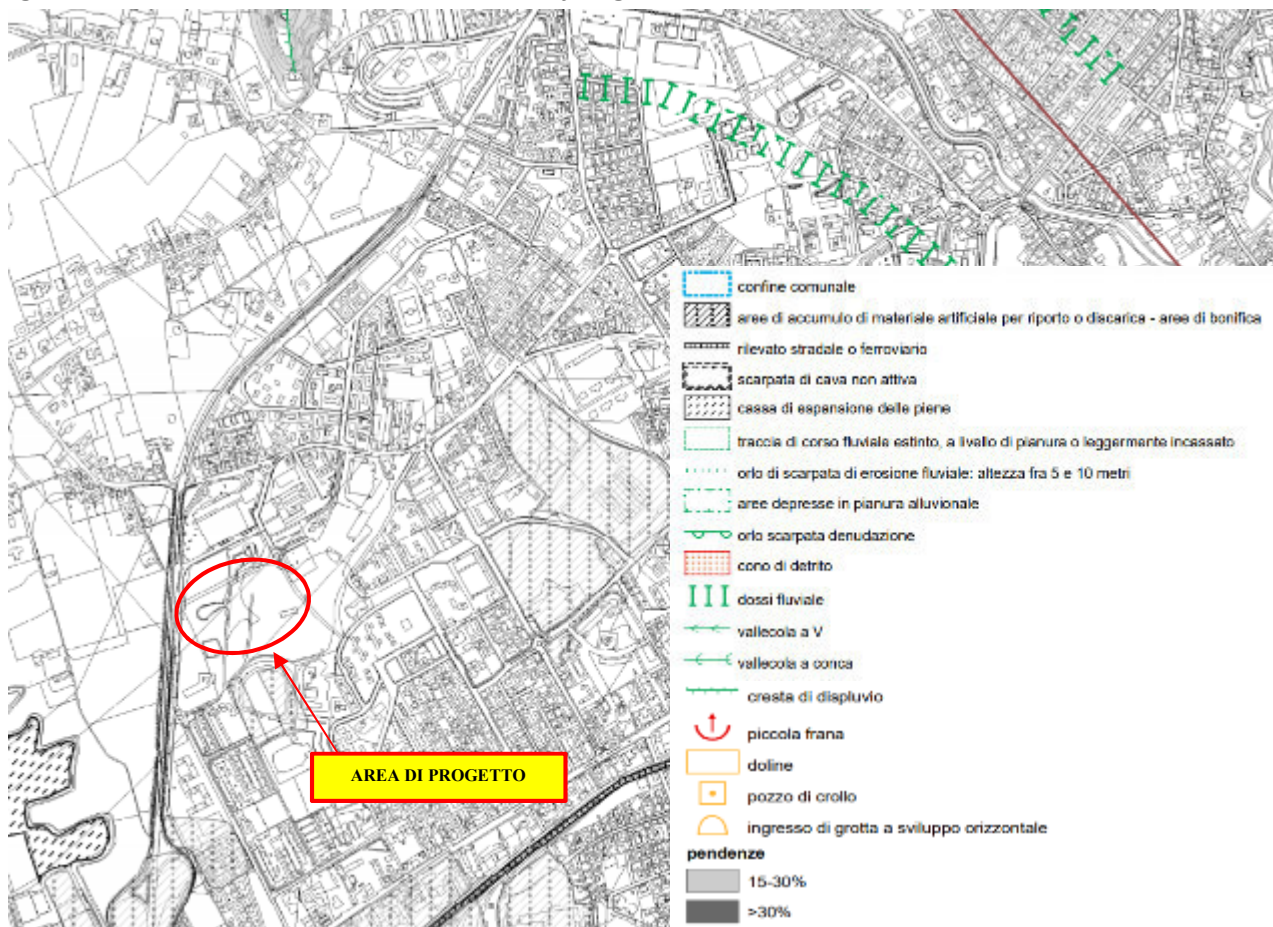 confine comunale
aree di accumulo di materiale artificiale per riporto o discarica - aree di bonifica
rilevato stradale o ferroviario
scarpata di cava non attiva
cassa di espansione delle piene
traccia di corso fluviale estinto, a livello di pianura o leggermente incassato
orlo di scarpata di erosione fluviale: altezza fra 5 e 10 metri
aree depresse in pianura alluvionale
orlo scarpata denudazione
cono di detrito
dossi fluviale
vallecola a V
vallecola a conca
cresta di displuvio
piccola frana
AREA DI PROGETTO
doline
pozzo di crollo
ingresso di grotta a sviluppo orizzontale
pendenze
15-30%
>30%